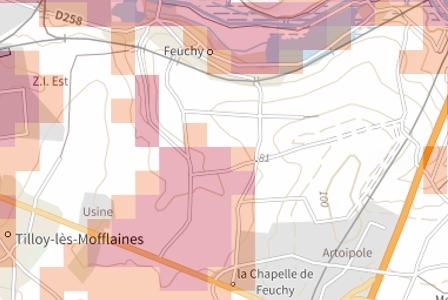 D258
Feuchy
Z.I. Est
81
100
Usine
Tilloy-lès-Mofflaines
Artoipole
la Chapelle de
Feuchy